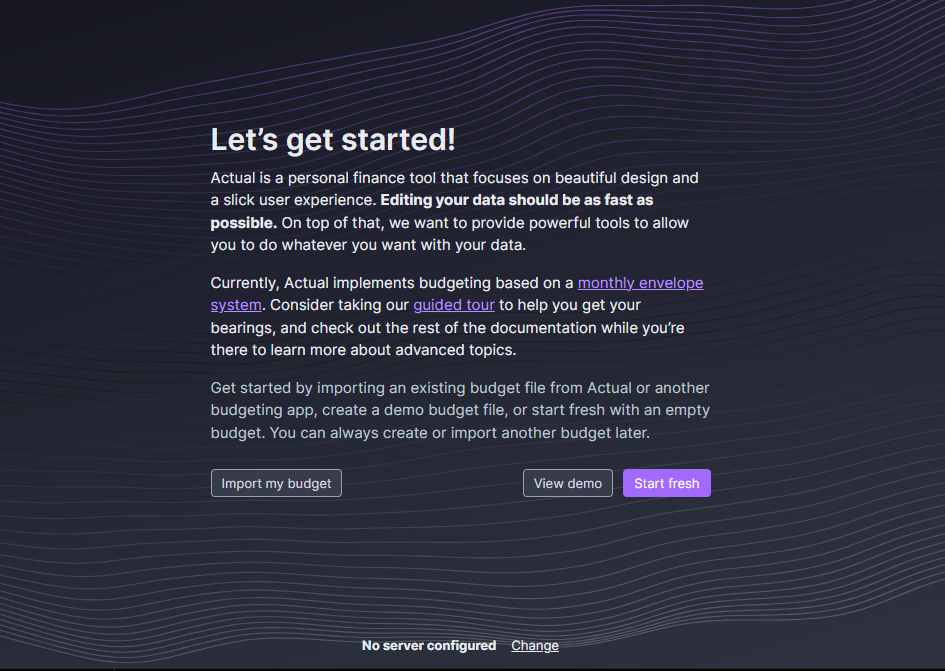 Let’s get started!
Actual is a personal finance tool that focuses on beautiful design and
a slick user experience. Editing your data should be as fast as
possible. On top of that, we want to provide powerful tools to allow
you to do whatever you want with your data.
Currently, Actual implements budgeting based on a monthly envelope
system. Consider taking our guided tour to help you get your
bearings, and check out the rest of the documentation while you’re
there to learn more about advanced topics.
Get started by importing an existing budget file from Actual or another
budgeting app, create a demo budget file, or start fresh with an empty
budget. You can always create or import another budget later.
Import my budget View demo Start fresh
No server configured Change